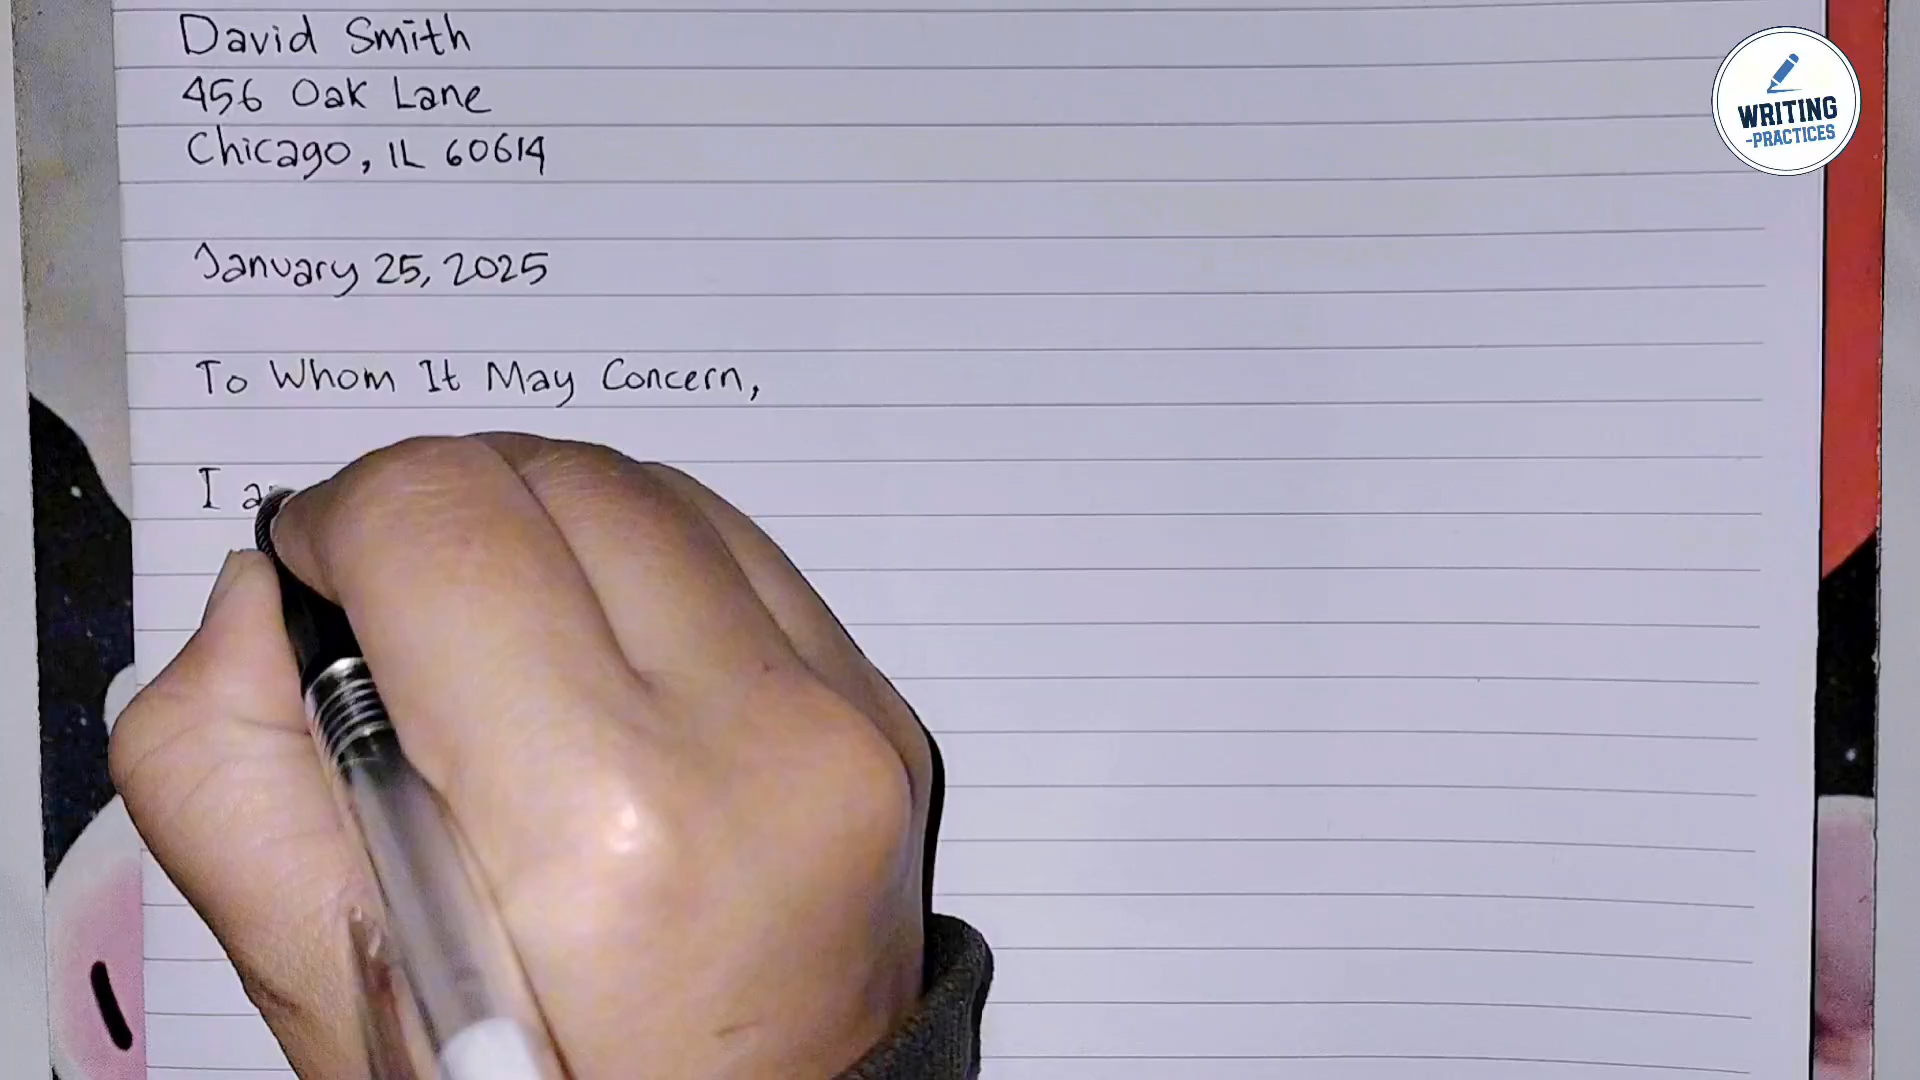 David Smith
456 Oak Lane
Chicago, IL 60614
January 25, 2025
To Whom It May Concern,
I
WRITING
-PRACTICES